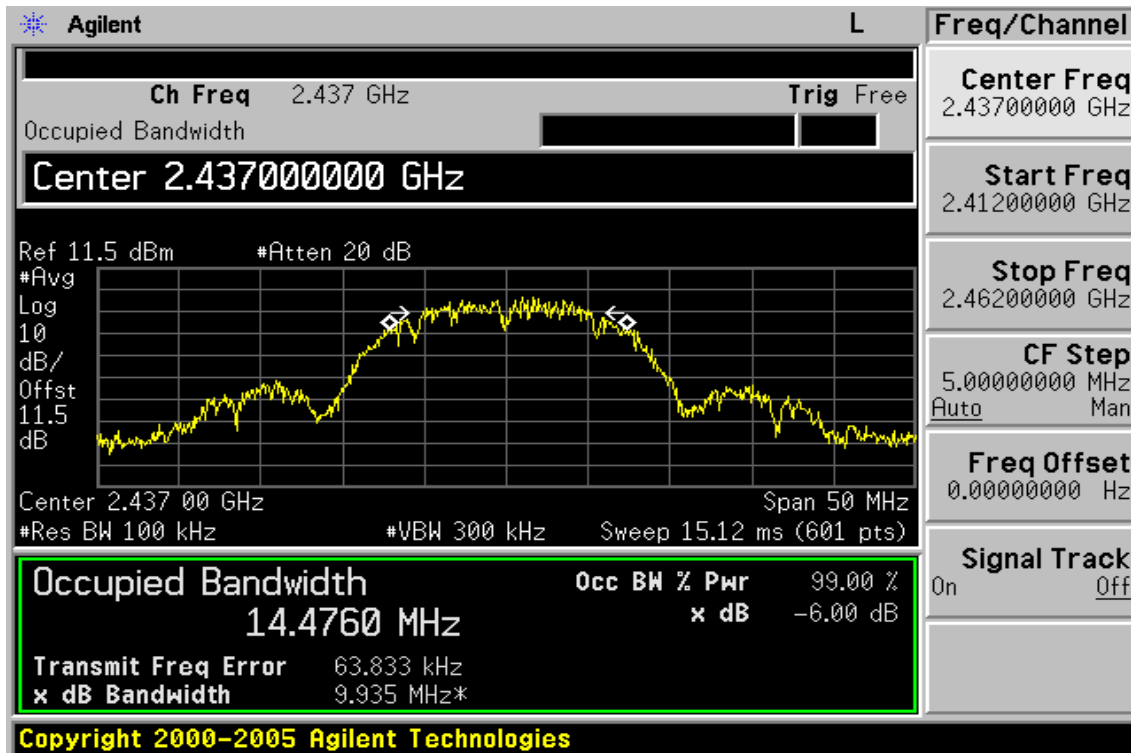 Agilent
L
Freq/Channel
Ch Freq 2.437 GHz
Trig Free
Occupied Bandwidth
Center 2.437000000 GHz
Ref 11.5 dBm
#Atten 20 dB
#Avg
Log
10
dB/
Offst
11.5
dB
Center 2.437 00 GHz
Span 50 MHz
#Res BW 100 kHz
#VBW 300 kHz
Sweep 15.12 ms (601 pts)
Occupied Bandwidth
14.4760 MHz
Occ BW % Pwr 99.00 %
x dB -6.00 dB
Transmit Freq Error 63.833 kHz
x dB Bandwidth 9.935 MHz*
Center Freq
2.43700000 GHz
Start Freq
2.41200000 GHz
Stop Freq
2.46200000 GHz
CF Step
5.00000000 MHz
Auto Man
Freq Offset
0.00000000 Hz
Signal Track
On Off
Copyright 2000-2005 Agilent Technologies